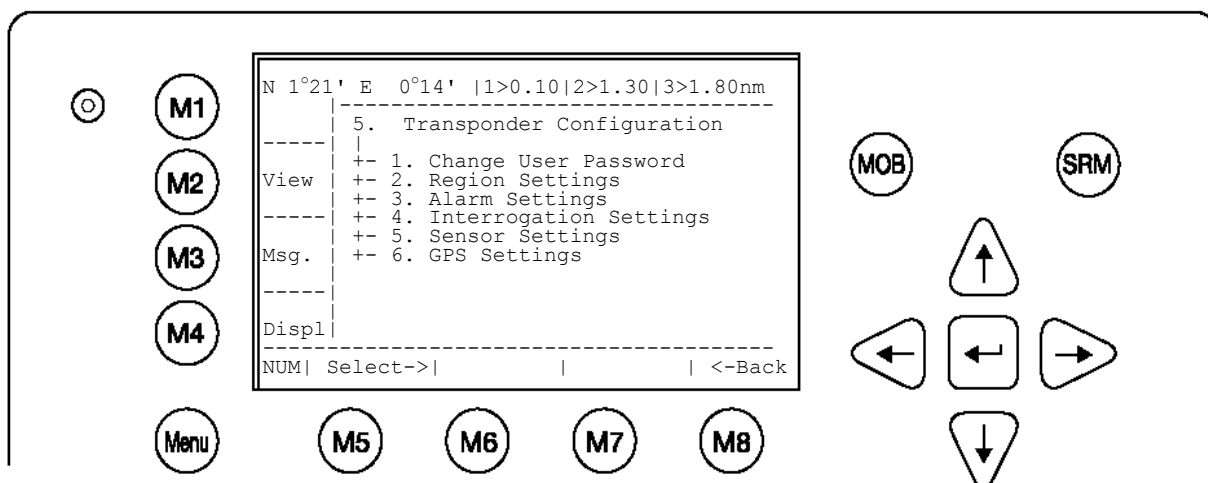 N 1°21' E 0°14' |1>0.10|2>1.30|3>1.80nm
5. Transponder Configuration
+- 1. Change User Password
View
+- 2. Region Settings
+- 3. Alarm Settings
+- 4. Interrogation Settings
+- 5. Sensor Settings
Msg.
+- 6. GPS Settings
Displ
NUM| Select->| | | <-Back
M1
M2
M3
M4
Menu
M5
M6
M7
M8
MOB
SRM